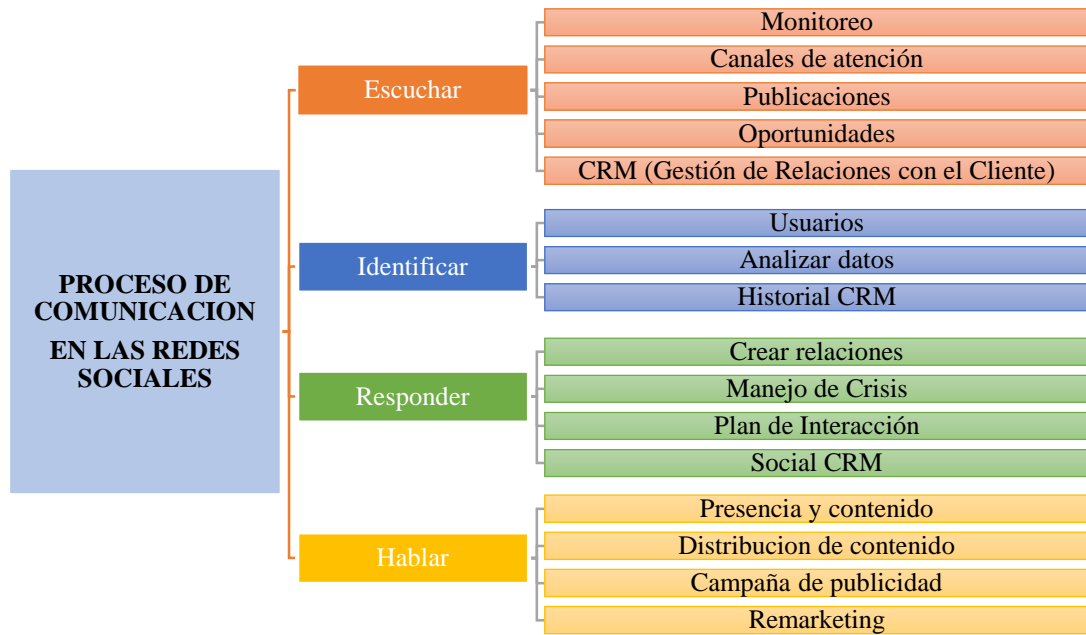 PROCESO DE
COMUNICACION
EN LAS REDES
SOCIALES
Escuchar
Monitoreo
Canales de atención
Publicaciones
Oportunidades
CRM (Gestión de Relaciones con el Cliente)
Identificar
Usuarios
Analizar datos
Historial CRM
Responder
Crear relaciones
Manejo de Crisis
Plan de Interacción
Social CRM
Hablar
Presencia y contenido
Distribucion de contenido
Campaña de publicidad
Remarketing